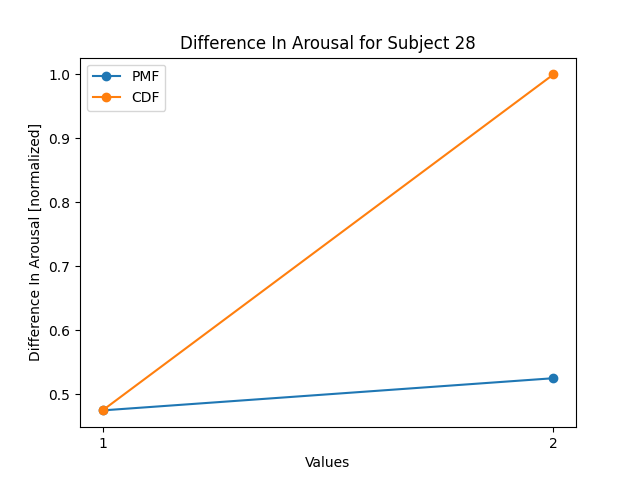 Difference In Arousal for Subject 28
PMF
CDF
1.0
0.9
0.8
0.7
0.6
0.5
Difference In Arousal [normalized]
1
2
Values